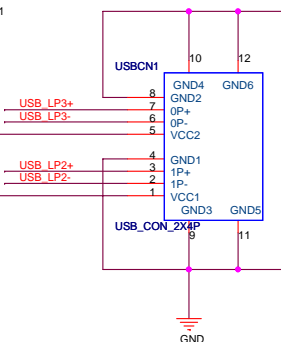 1
USBCN1
10
12
GND4 GND6
8 GND2
USB_LP3+ 7 0P+
USB_LP3- 6 0P-
5 VCC2
4 GND1
USB_LP2+ 3 1P+
USB_LP2- 2 1P-
1 VCC1
GND3 GND5
USB_CON_2X4P
9
11
GND